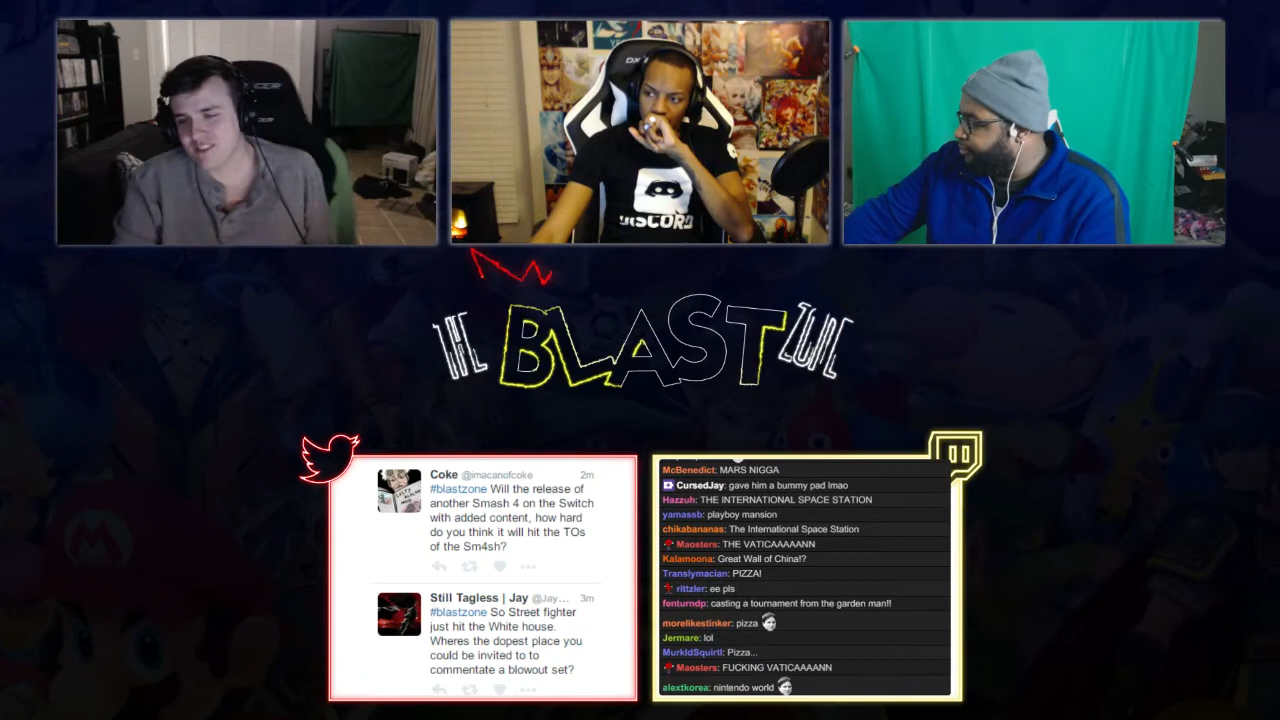 DX
DISCORD
THE BLAST ZONE
Coke @imacanofcoke 2m
#blastzone Will the release of
another Smash 4 on the Switch
with added content, how hard
do you think it will hit the TOs
of the Sm4sh?
Still Tagless | Jay @Jay... 3m
#blastzone So Street fighter
just hit the White house.
Wheres the dopest place you
could be invited to to
commentate a blowout set?
McBenedict: MARS NIGGA
CursedJay: gave him a bummy pad lmao
Hazzuh: THE INTERNATIONAL SPACE STATION
yamassb: playboy mansion
chikabananas: The International Space Station
Maosters: THE VATICAAAAANN
Kalamoona: Great Wall of China!?
Translymacian: PIZZA!
rittzler: ee pls
fenturndp: casting a tournament from the garden man!!
morelikestinker: pizza
Jermare: lol
MurkldSquirtl: Pizza...
Maosters: FUCKING VATICAAAANN
alextkorea: nintendo world